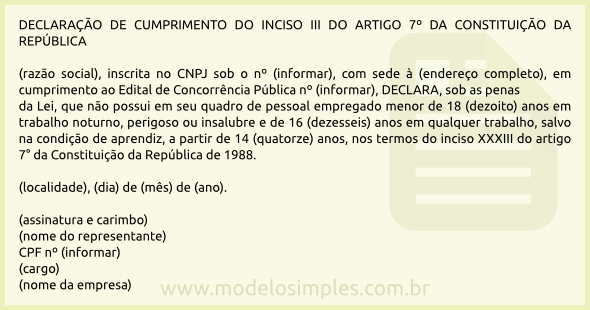 DECLARAÇÃO DE CUMPRIMENTO DO INCISO III DO ARTIGO 7º DA CONSTITUIÇÃO DA
REPÚBLICA
(razão social), inscrita no CNPJ sob o nº (informar), com sede à (endereço completo), em
cumprimento ao Edital de Concorrência Pública nº (informar), DECLARA, sob as penas
da Lei, que não possui em seu quadro de pessoal empregado menor de 18 (dezoito) anos em
trabalho noturno, perigoso ou insalubre e de 16 (dezesseis) anos em qualquer trabalho, salvo
na condição de aprendiz, a partir de 14 (quatorze) anos, nos termos do inciso XXXIII do artigo
7° da Constituição da República de 1988.
(localidade), (dia) de (mês) de (ano).
(assinatura e carimbo)
(nome do representante)
CPF nº (informar)
(cargo)
(nome da empresa)
www.modelosimples.com.br